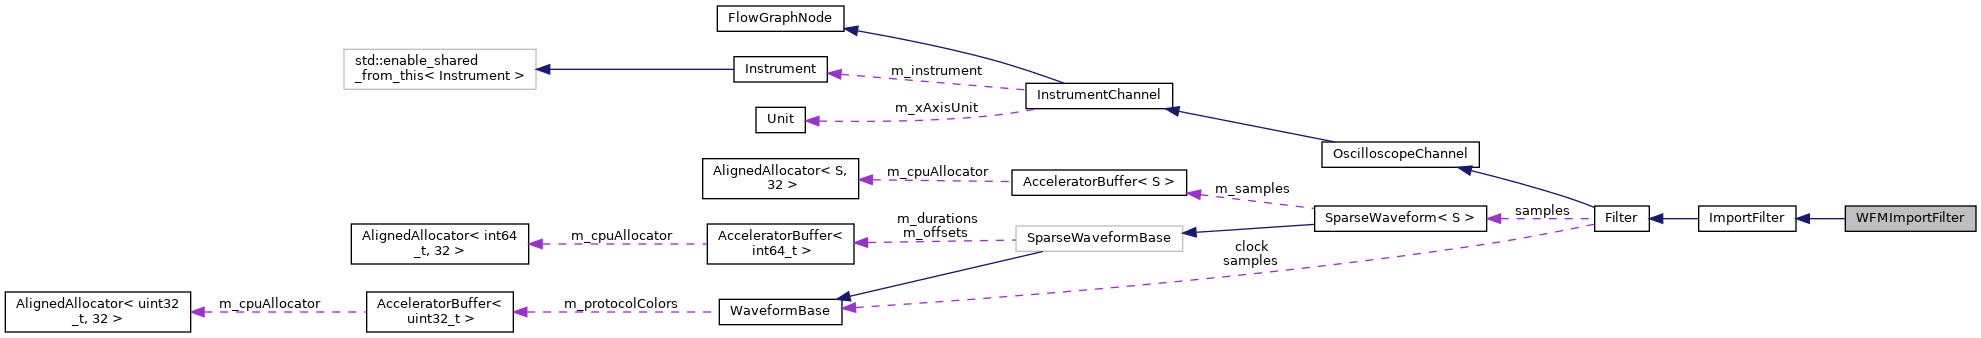 FlowGraphNode
std::enable_shared
_from_this< Instrument >
Instrument
m_instrument
InstrumentChannel
m_xAxisUnit
Unit
OscilloscopeChannel
AlignedAllocator< S,
32 >
m_cpuAllocator
AcceleratorBuffer< S >
m_samples
SparseWaveform< S >
samples
Filter
ImportFilter
WFMImportFilter
AlignedAllocator< int64
_t, 32 >
m_cpuAllocator
AcceleratorBuffer<
int64_t >
m_durations
m_offsets
SparseWaveformBase
clock
samples
AlignedAllocator< uint32
_t, 32 >
m_cpuAllocator
AcceleratorBuffer<
uint32_t >
m_protocolColors
WaveformBase